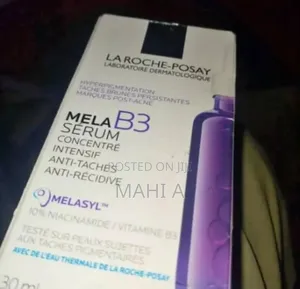 LA ROCHE-POSAY
LABORATOIRE DERMATOLOGIQUE
HYPERPIGMENTATION
TACHES BRUNES PERSISTANTES
MARQUES POST-ACNÉ
MELA B3
SERUM
CONCENTRÉ
INTENSIF
ANTI-TACHES
ANTI-RÉCIDIVE
POSTED ON JIJI
MAHI A
MELASYL™
10% NIACINAMIDE / VITAMINE B3
TESTÉ SUR PEAUX SUJETTES
AUX TACHES PIGMENTAIRES
AVEC DE L'EAU THERMALE DE LA ROCHE-POSAY
30 ml